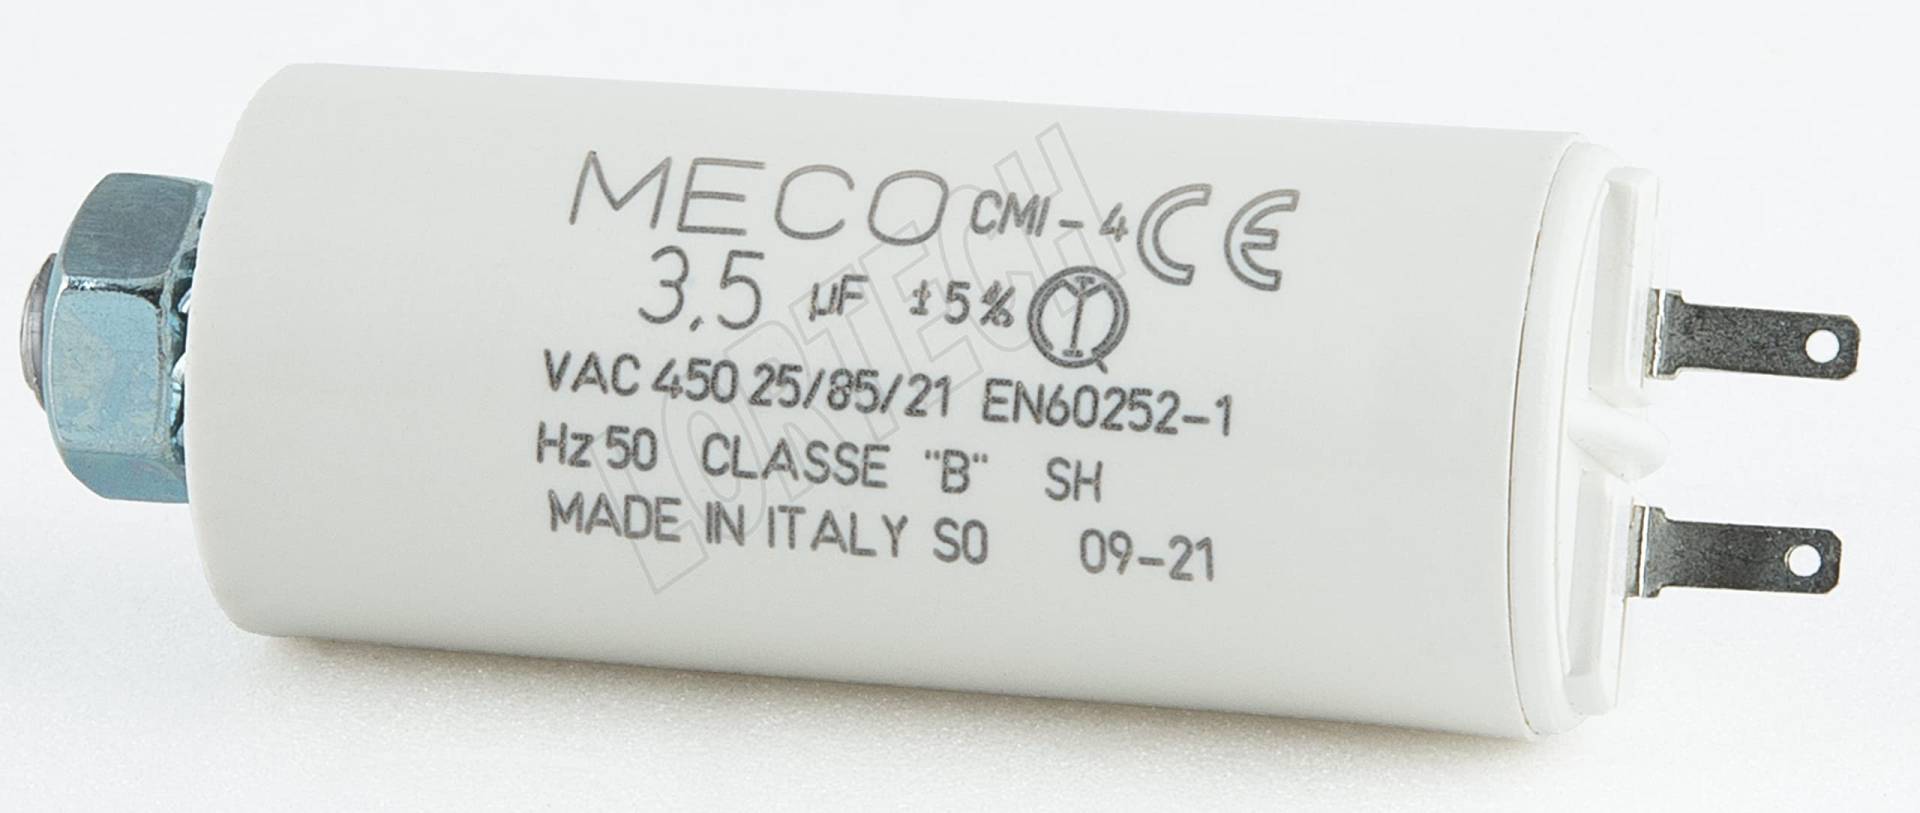 MECO CMI-4 CE
3,5 µF ±5%
VAC 450 25/85/21 EN60252-1
Hz 50 CLASSE "B" SH
MADE IN ITALY S0 09-21
LORTECH